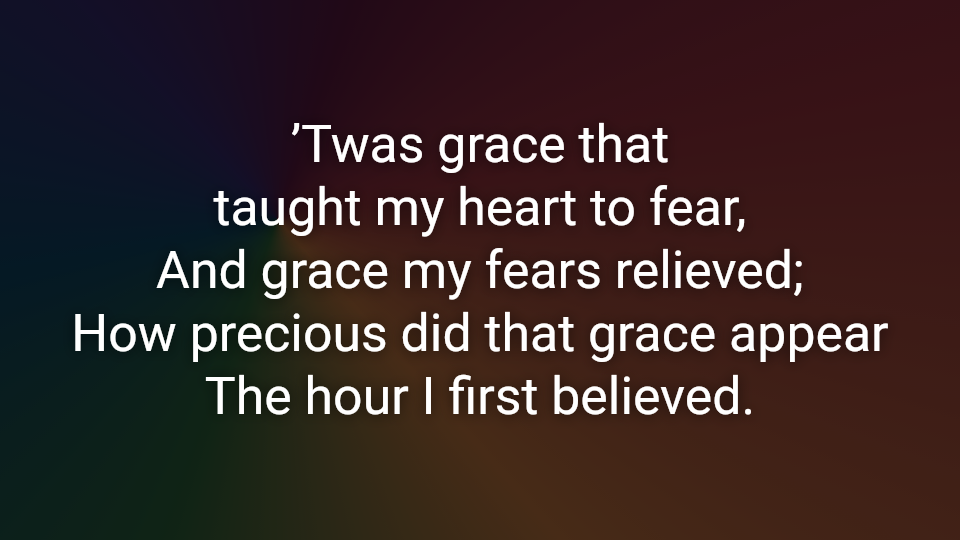 ’Twas grace that
taught my heart to fear,
And grace my fears relieved;
How precious did that grace appear
The hour I first believed.